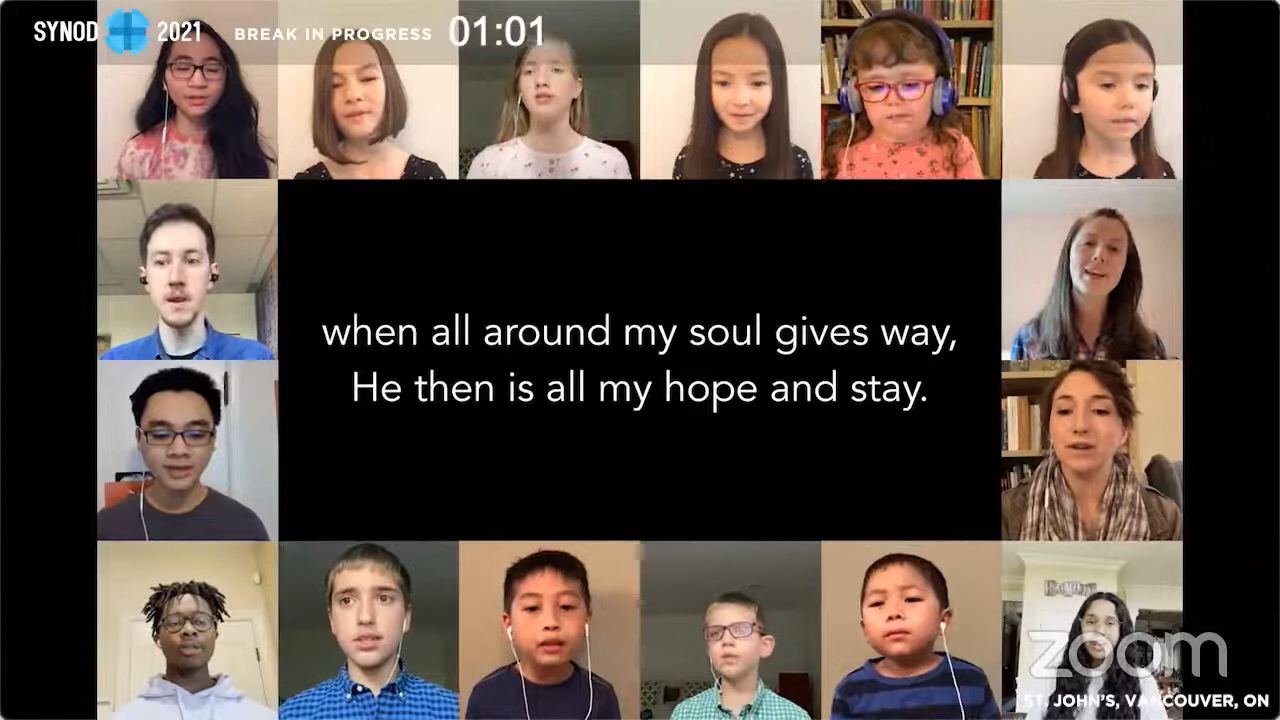 SYNOD 2021 BREAK IN PROGRESS 01:01
when all around my soul gives way,
He then is all my hope and stay.
zoom
ST. JOHN'S, VANCOUVER, ON